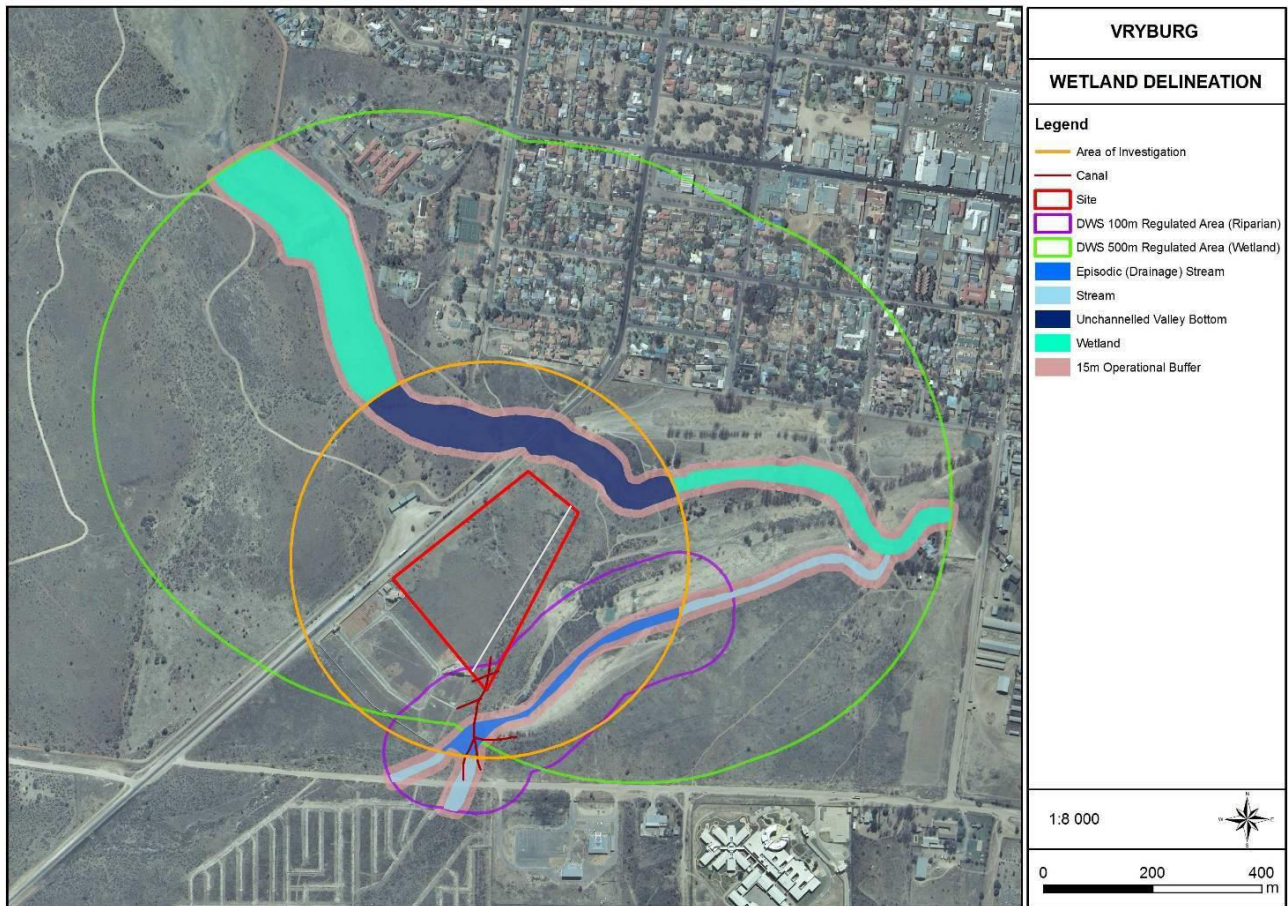 VRYBURG
WETLAND DELINEATION
Legend
Area of Investigation
Canal
Site
DWS 100m Regulated Area (Riparian)
DWS 500m Regulated Area (Wetland)
Episodic (Drainage) Stream
Stream
Unchannelled Valley Bottom
Wetland
15m Operational Buffer
1:8 000
N
W E
S
0 200 400
m